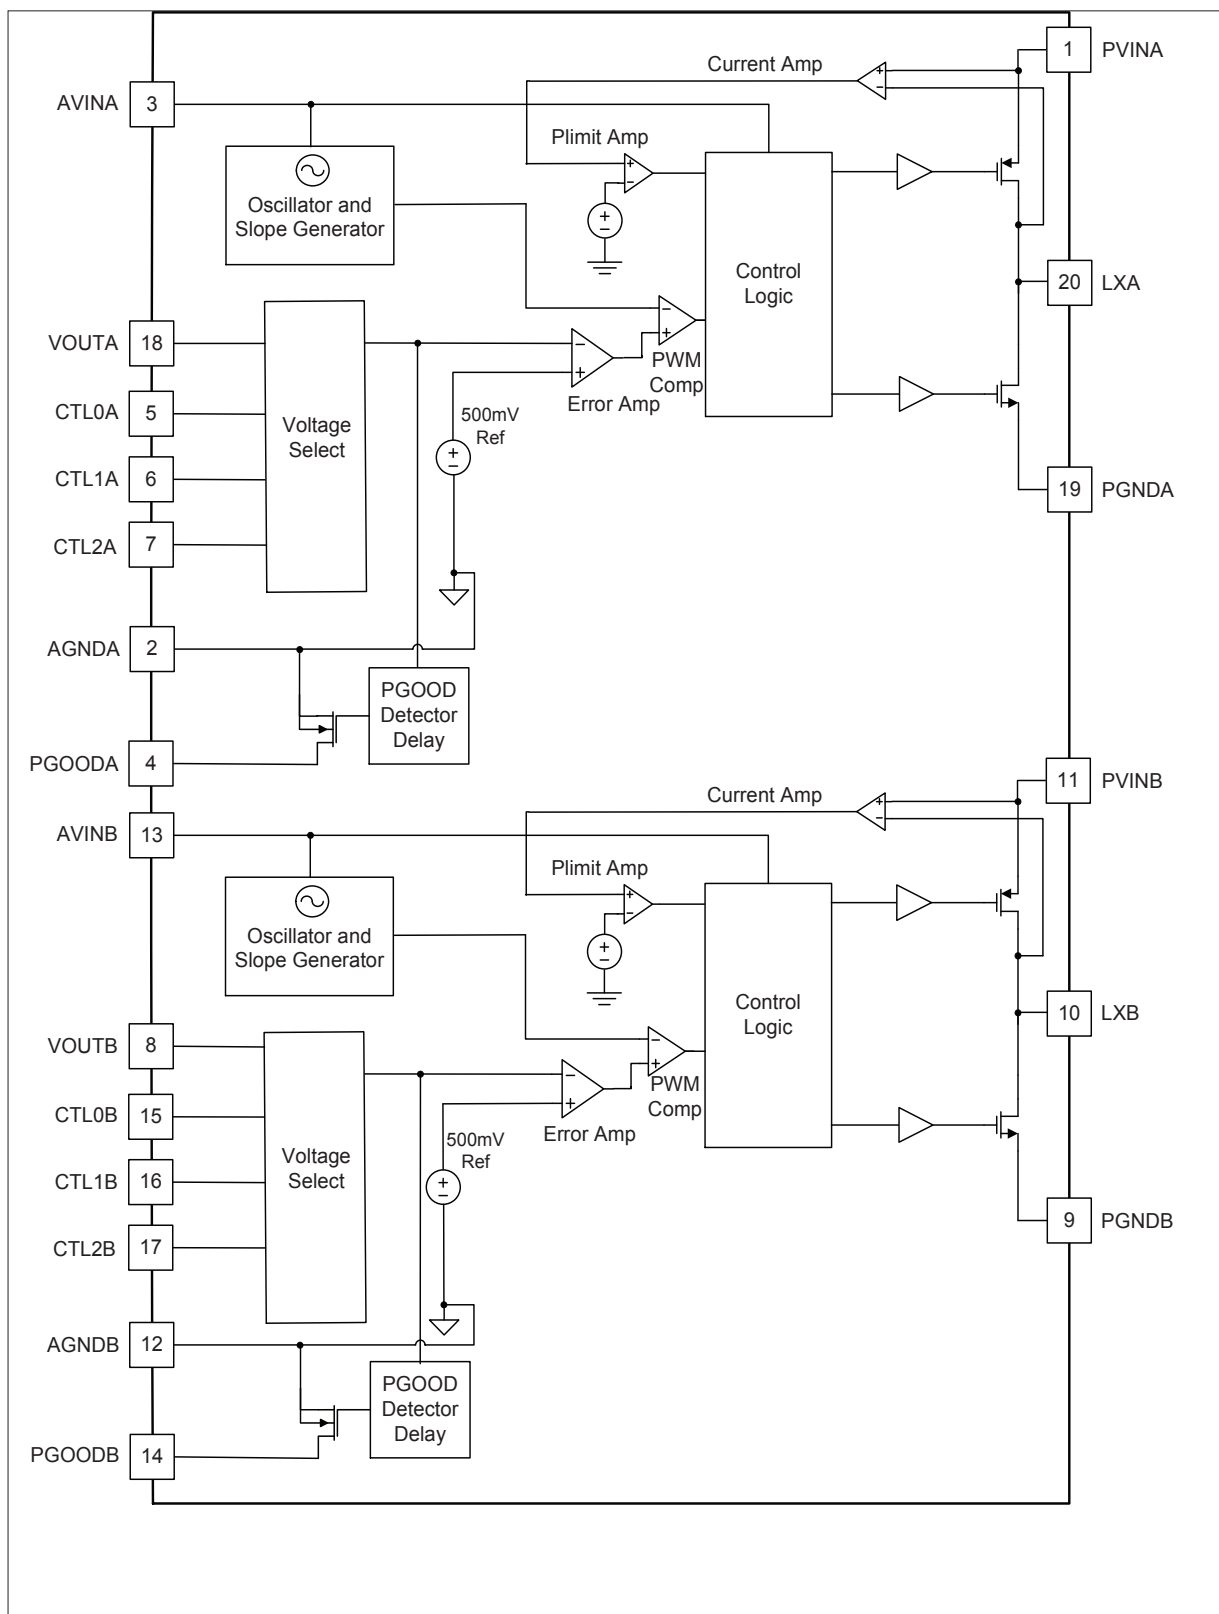 1 PVINA
Current Amp
+
−
AVINA 3
Plimit Amp
+
−
Oscillator and
Slope Generator
+
−
Control
Logic
20 LXA
−
+
VOUTA 18
−
+
PWM
Comp
Error Amp
CTL0A 5
500mV
Ref
Voltage
Select
+
−
CTL1A 6
19 PGNDA
CTL2A 7
AGNDA 2
PGOOD
Detector
Delay
PGOODA 4
11 PVINB
Current Amp
+
−
AVINB 13
Plimit Amp
+
−
Oscillator and
Slope Generator
+
−
Control
Logic
10 LXB
VOUTB 8
−
+
−
+
PWM
Comp
CTL0B 15
Error Amp
500mV
Ref
Voltage
Select
CTL1B 16
+
−
9 PGNDB
CTL2B 17
AGNDB 12
PGOOD
Detector
Delay
PGOODB 14